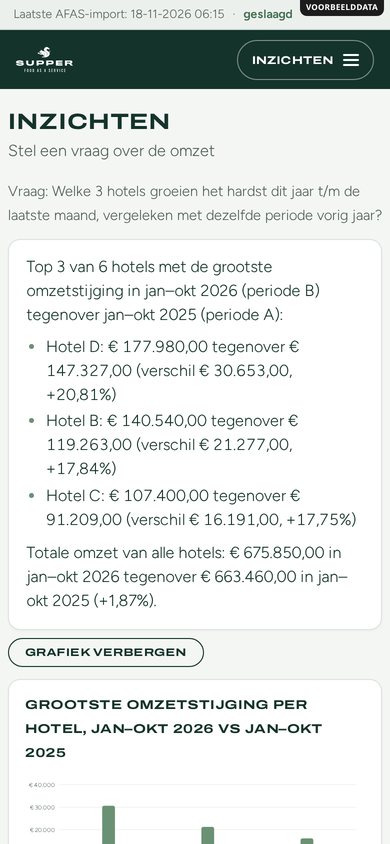 Laatste AFAS-import: 18-11-2026 06:15 · geslaagd
VOORBEELDDATA
SUPPER
FOOD AS A SERVICE
INZICHTEN
INZICHTEN
Stel een vraag over de omzet
Vraag: Welke 3 hotels groeien het hardst dit jaar t/m de
laatste maand, vergeleken met dezelfde periode vorig jaar?
Top 3 van 6 hotels met de grootste
omzetstijging in jan–okt 2026 (periode B)
tegenover jan–okt 2025 (periode A):
• Hotel D: € 177.980,00 tegenover €
147.327,00 (verschil € 30.653,00,
+20,81%)
• Hotel B: € 140.540,00 tegenover €
119.263,00 (verschil € 21.277,00,
+17,84%)
• Hotel C: € 107.400,00 tegenover €
91.209,00 (verschil € 16.191,00, +17,75%)
Totale omzet van alle hotels: € 675.850,00 in
jan–okt 2026 tegenover € 663.460,00 in jan–
okt 2025 (+1,87%).
GRAFIEK VERBERGEN
GROOTSTE OMZETSTIJGING PER
HOTEL, JAN–OKT 2026 VS JAN–OKT
2025
€ 40.000
€ 30.000
€ 20.000